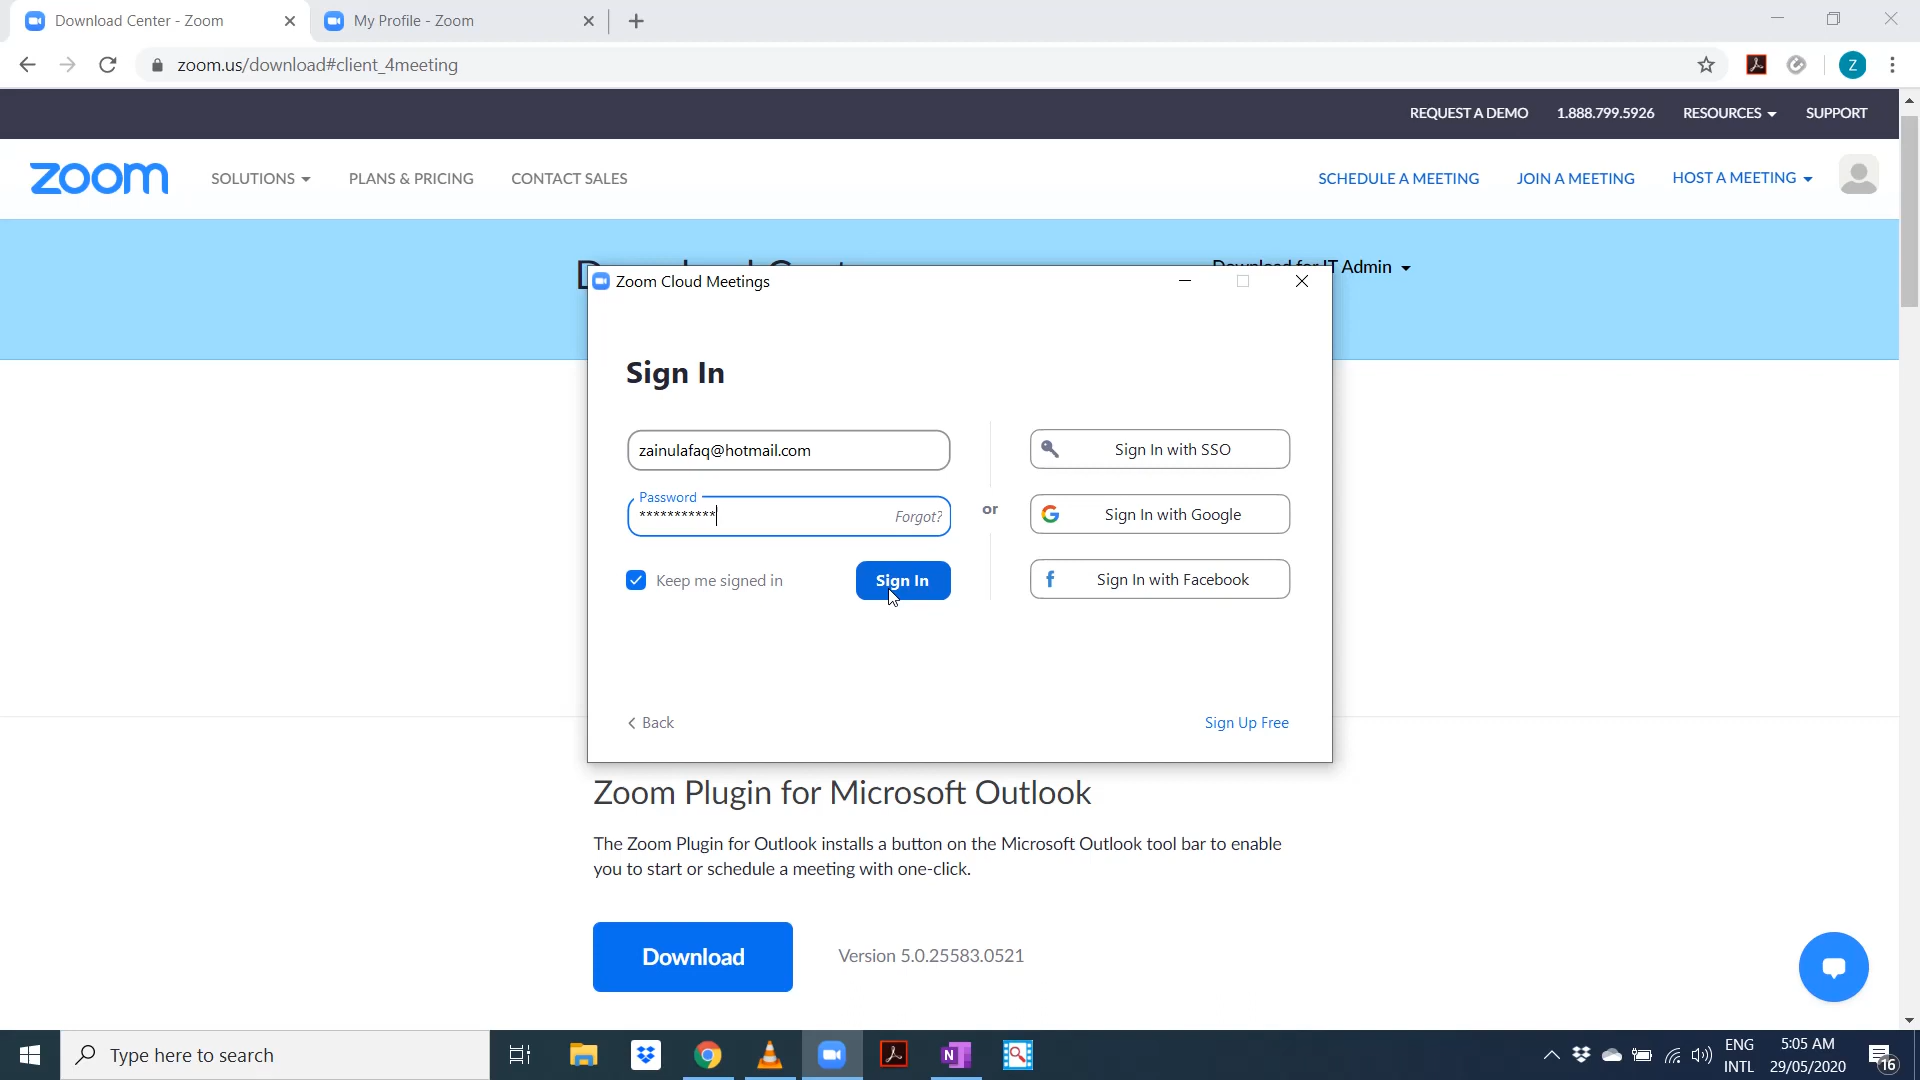 Download Center - Zoom
My Profile - Zoom
zoom.us/download#client_4meeting
Z
REQUEST A DEMO
1.888.799.5926
RESOURCES
SUPPORT
zoom
SOLUTIONS
PLANS & PRICING
CONTACT SALES
SCHEDULE A MEETING
JOIN A MEETING
HOST A MEETING
Download for IT Admin
Zoom Cloud Meetings
Sign In
zainulafaq@hotmail.com
Password
***********
Forgot?
Keep me signed in
Sign In
or
Sign In with SSO
Sign In with Google
Sign In with Facebook
Back
Sign Up Free
Zoom Plugin for Microsoft Outlook
The Zoom Plugin for Outlook installs a button on the Microsoft Outlook tool bar to enable
you to start or schedule a meeting with one-click.
Download
Version 5.0.25583.0521
Type here to search
N
ENG
INTL
5:05 AM
29/05/2020
16